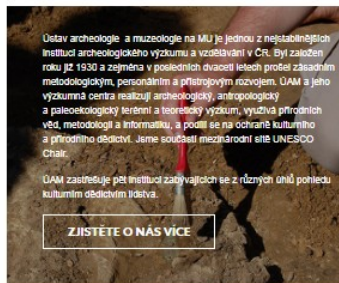 Ústav archeologie a muzeologie na MU je jednou z nejstabilnějších
institucí archeologického výzkumu a vzdělávání v ČR. Byl založen
roku již 1930 a zejména v posledních dvaceti letech prošel zásadním
metodologickým, personálním a přístrojovým rozvojem. ÚAM a jeho
výzkumná centra realizují archeologický, antropologický
a paleoekologický terénní a teoretický výzkum, využívá přírodních
věd, metodologii a informatiku, a podílí se na ochraně kulturního
a přírodního dědictví. Jsme součástí mezinárodní sítě UNESCO
Chair.
ÚAM zastřešuje pět institucí zabývajících se z různých úhlů pohledu
kulturním dědictvím lidstva.
ZJISTĚTE O NÁS VÍCE